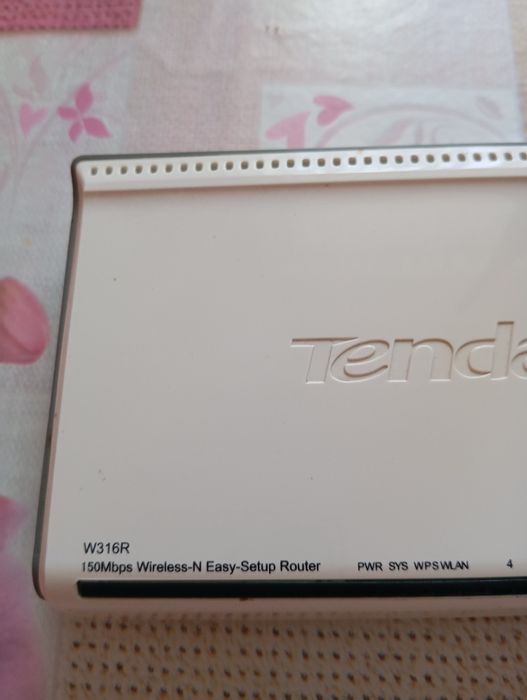 Tenda
W316R
150Mbps Wireless-N Easy-Setup Router PWR SYS WPS WLAN 4